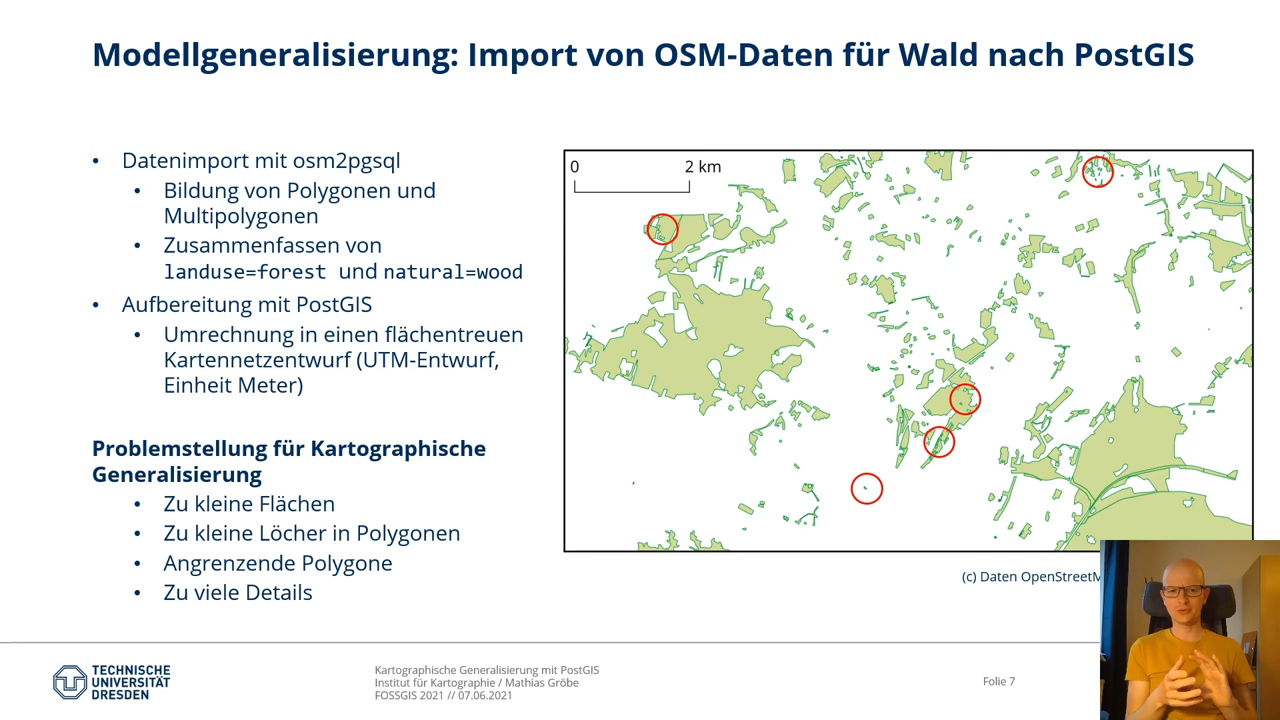 Modellgeneralisierung: Import von OSM-Daten für Wald nach PostGIS
• Datenimport mit osm2pgsql
• Bildung von Polygonen und
Multipolygonen
• Zusammenfassen von
landuse=forest und natural=wood
• Aufbereitung mit PostGIS
• Umrechnung in einen flächentreuen
Kartennetzentwurf (UTM-Entwurf,
Einheit Meter)
Problemstellung für Kartographische
Generalisierung
• Zu kleine Flächen
• Zu kleine Löcher in Polygonen
• Angrenzende Polygone
• Zu viele Details
0 2 km
(c) Daten
TECHNISCHE
UNIVERSITÄT
DRESDEN
Kartographische Generalisierung mit PostGIS
Institut für Kartographie / Mathias Gröbe
FOSSGIS 2021 // 07.06.2021
Folie 7